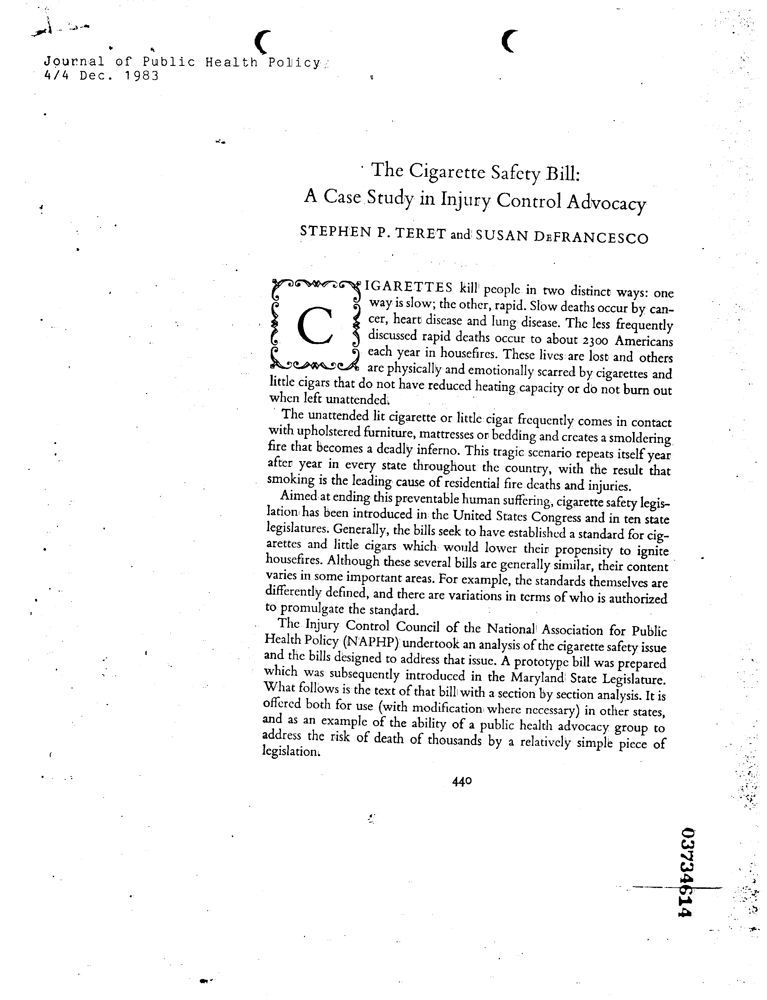 Journal of Public Health Policy
4/4 Dec. 1983
The Cigarette Safety Bill:
A Case Study in Injury Control Advocacy
STEPHEN P. TERET and SUSAN DEFRANCESCO
CIGARETTES kill people in two distinct ways: one
way is slow; the other, rapid. Slow deaths occur by can-
cer, heart disease and lung disease. The less frequently
discussed rapid deaths occur to about 2300 Americans
each year in housefires. These lives are lost and others
are physically and emotionally scarred by cigarettes and
little cigars that do not have reduced heating capacity or do not burn out
when left unattended.
The unattended lit cigarette or little cigar frequently comes in contact
with upholstered furniture, mattresses or bedding and creates a smoldering
fire that becomes a deadly inferno. This tragic scenario repeats itself year
after year in every state throughout the country, with the result that
smoking is the leading cause of residential fire deaths and injuries.
Aimed at ending this preventable human suffering, cigarette safety legis-
lation has been introduced in the United States Congress and in ten state
legislatures. Generally, the bills seek to have established a standard for cig-
arettes and little cigars which would lower their propensity to ignite
housefires. Although these several bills are generally similar, their content
varies in some important areas. For example, the standards themselves are
differently defined, and there are variations in terms of who is authorized
to promulgate the standard.
The Injury Control Council of the National Association for Public
Health Policy (NAPHP) undertook an analysis of the cigarette safety issue
and the bills designed to address that issue. A prototype bill was prepared
which was subsequently introduced in the Maryland State Legislature.
What follows is the text of that bill with a section by section analysis. It is
offered both for use (with modification where necessary) in other states,
and as an example of the ability of a public health advocacy group to
address the risk of death of thousands by a relatively simple piece of
legislation.
440
03734614